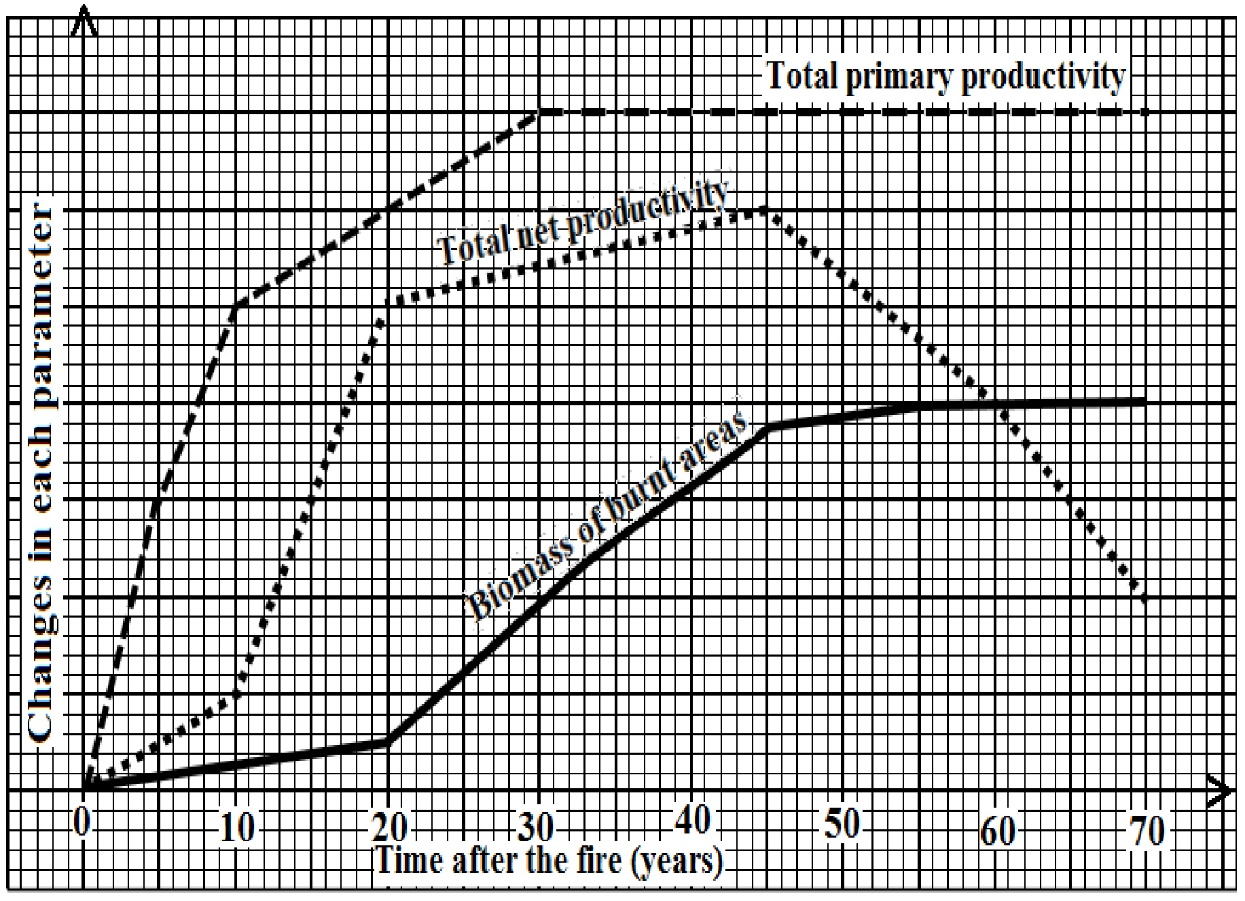 Total primary productivity
Total net productivity
Biomass of burnt areas
Changes in each parameter
0 10 20 30 40 50 60 70
Time after the fire (years)